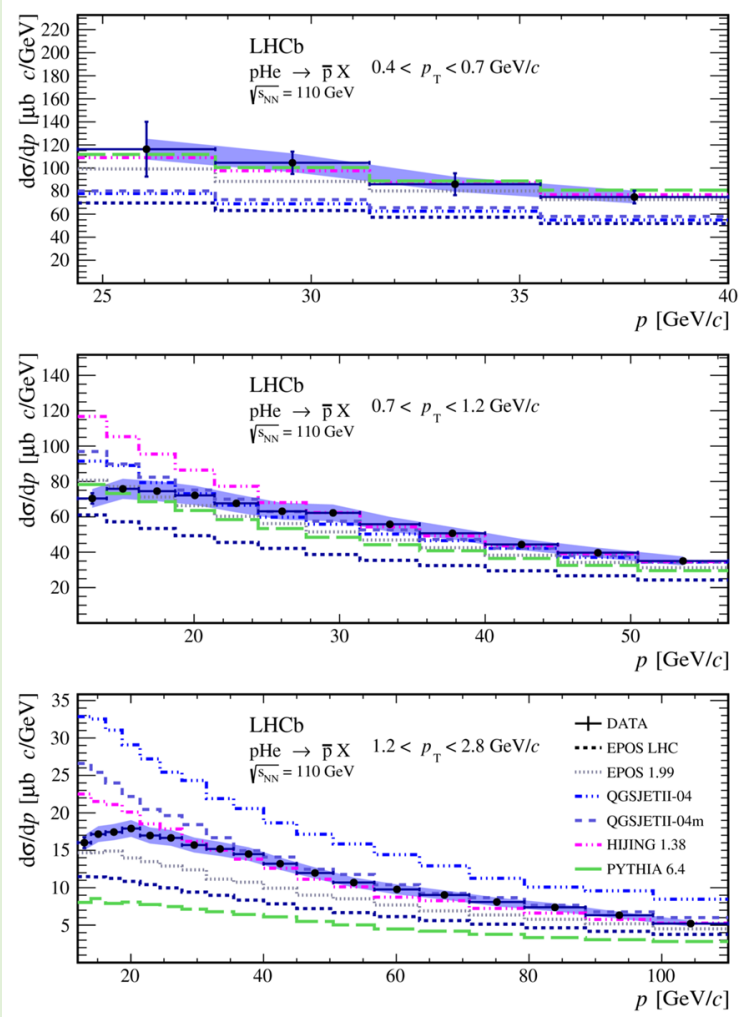 dσ/dp [μb c/GeV]
220
200
180
160
140
120
100
80
60
40
20
LHCb
pHe → p̅ X 0.4 < pT < 0.7 GeV/c
√sNN = 110 GeV
25 30 35 40
p [GeV/c]
dσ/dp [μb c/GeV]
140
120
100
80
60
40
20
LHCb
pHe → p̅ X 0.7 < pT < 1.2 GeV/c
√sNN = 110 GeV
20 30 40 50
p [GeV/c]
dσ/dp [μb c/GeV]
35
30
25
20
15
10
5
LHCb
pHe → p̅ X 1.2 < pT < 2.8 GeV/c
√sNN = 110 GeV
DATA
EPOS LHC
EPOS 1.99
QGSJETII-04
QGSJETII-04m
HIJING 1.38
PYTHIA 6.4
20 40 60 80 100
p [GeV/c]